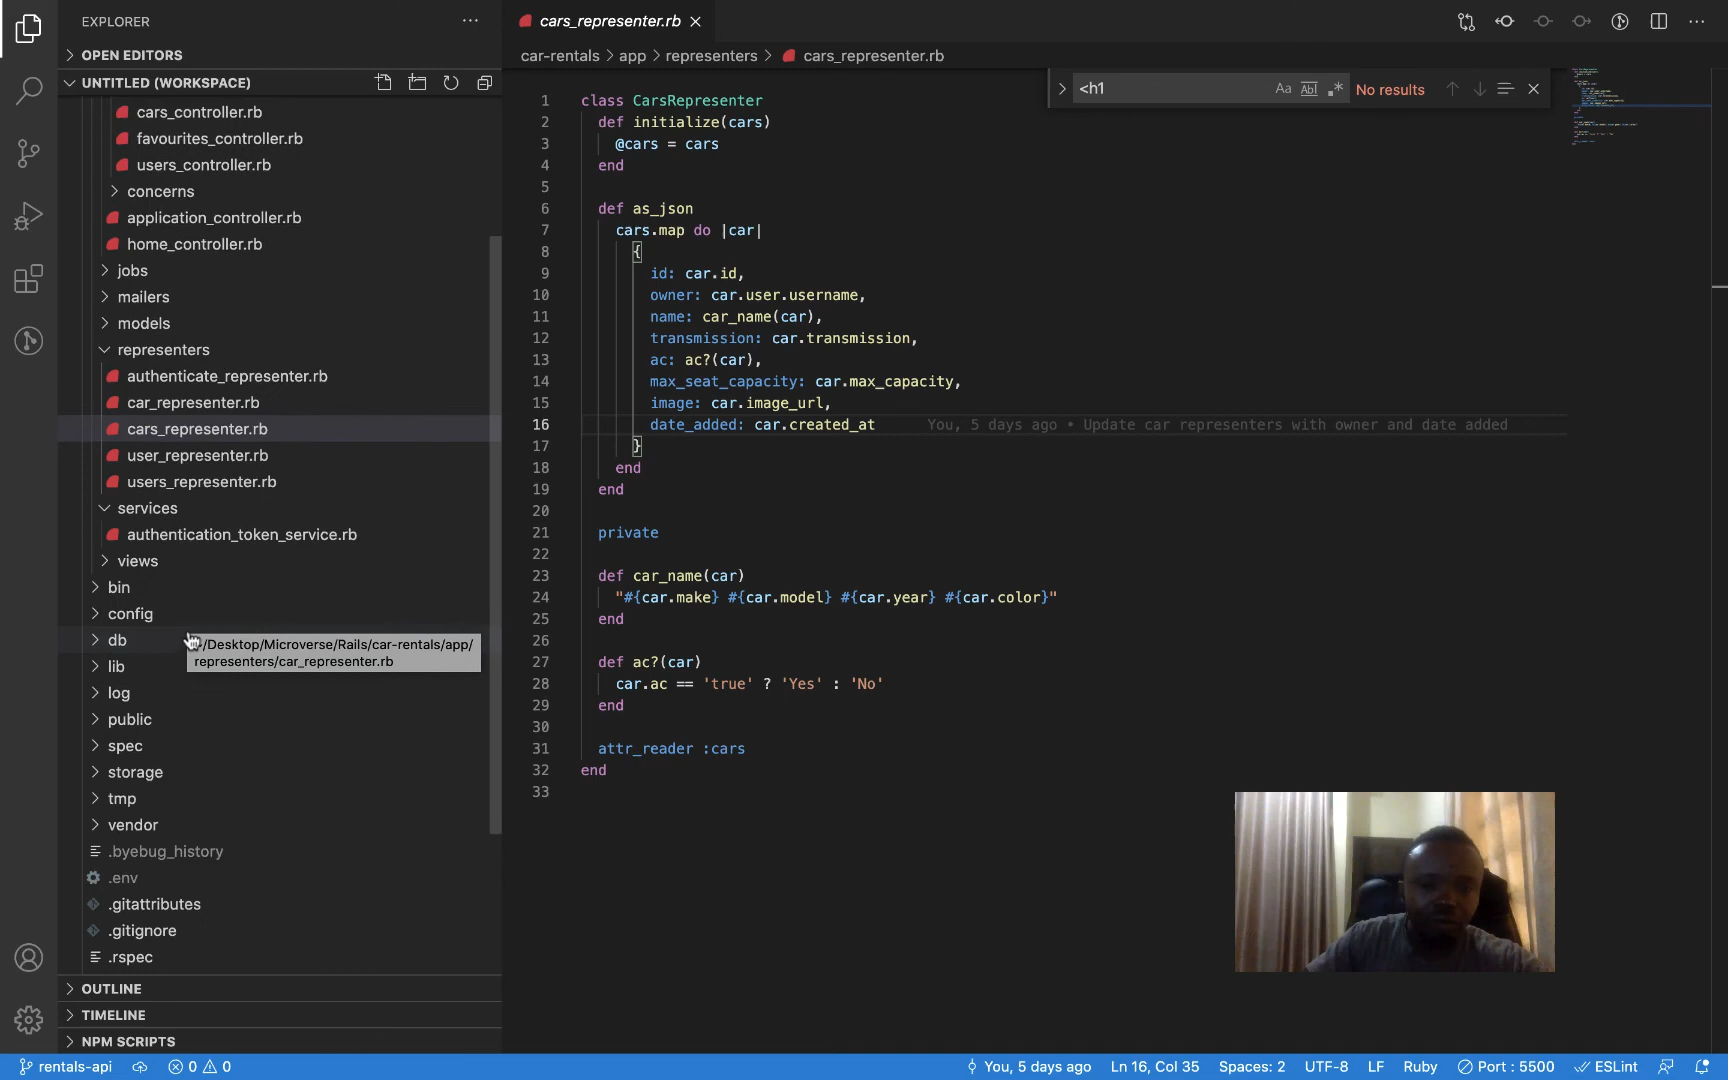 EXPLORER
OPEN EDITORS
UNTITLED (WORKSPACE)
cars_controller.rb
favourites_controller.rb
users_controller.rb
concerns
application_controller.rb
home_controller.rb
jobs
mailers
models
representers
authenticate_representer.rb
car_representer.rb
cars_representer.rb
user_representer.rb
users_representer.rb
services
authentication_token_service.rb
views
bin
config
db
/Desktop/Microverse/Rails/car-rentals/app/
representers/car_representer.rb
lib
log
public
spec
storage
tmp
vendor
.byebug_history
.env
.gitattributes
.gitignore
.rspec
OUTLINE
TIMELINE
NPM SCRIPTS
cars_representer.rb
car-rentals > app > representers > cars_representer.rb
<h1
Aa Abl .*
No results
1 class CarsRepresenter
2 def initialize(cars)
3 @cars = cars
4 end
5
6 def as_json
7 cars.map do |car|
8 {
9 id: car.id,
10 owner: car.user.username,
11 name: car_name(car),
12 transmission: car.transmission,
13 ac: ac?(car),
14 max_seat_capacity: car.max_capacity,
15 image: car.image_url,
16 date_added: car.created_at You, 5 days ago • Update car representers with owner and date added
17 }
18 end
19 end
20
21 private
22
23 def car_name(car)
24 "#{car.make} #{car.model} #{car.year} #{car.color}"
25 end
26
27 def ac?(car)
28 car.ac == 'true' ? 'Yes' : 'No'
29 end
30
31 attr_reader :cars
32 end
33
rentals-api 0 0 You, 5 days ago Ln 16, Col 35 Spaces: 2 UTF-8 LF Ruby Port : 5500 ESLint